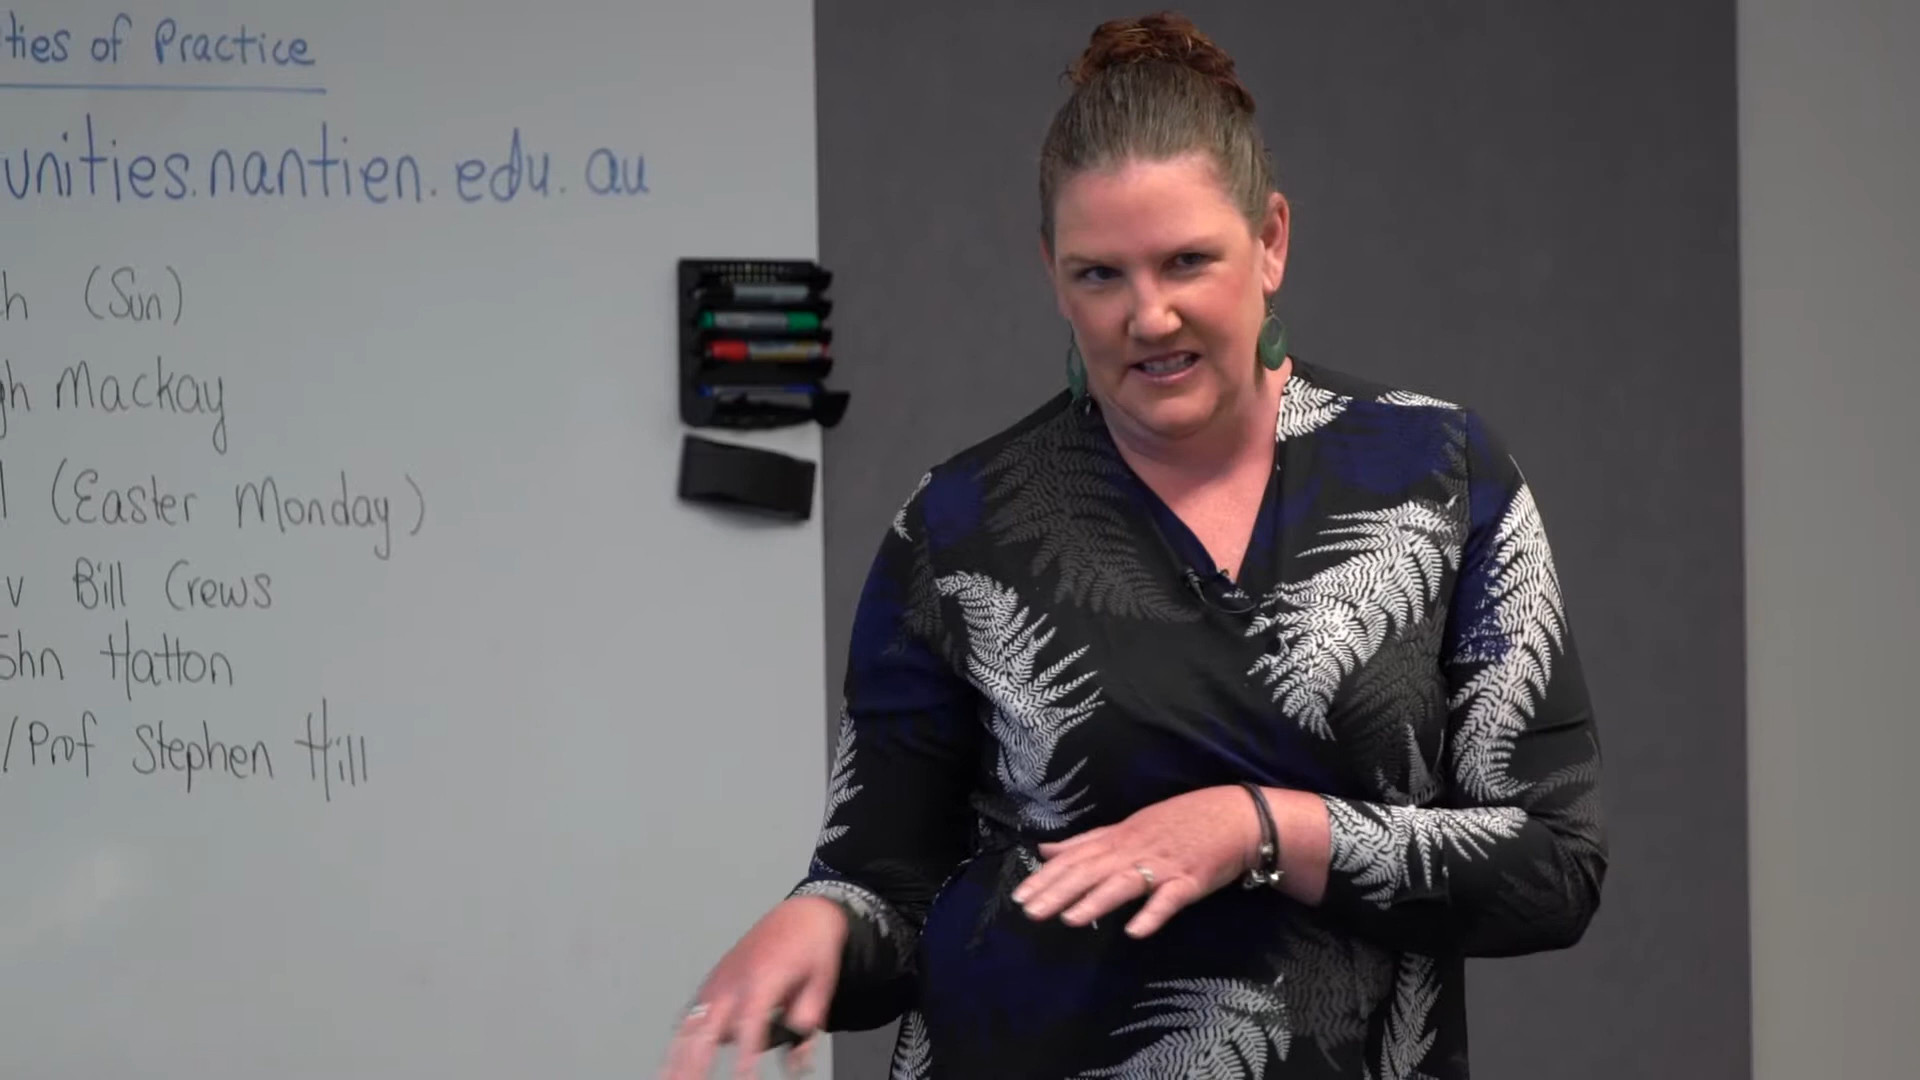 ties of Practice
unities.nantien.edu.au
h (Sun)
gh Mackay
(Easter Monday)
v Bill Crews
ohn Hatton
/Prof Stephen Hill